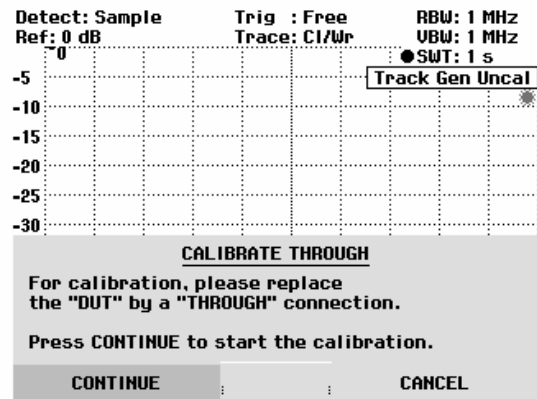 Detect: Sample Trig : Free RBW: 1 MHz
Ref: 0 dB Trace: Cl/Wr VBW: 1 MHz
0 SWT: 1 s
-5 Track Gen Uncal
-10
-15
-20
-25
-30
CALIBRATE THROUGH
For calibration, please replace
the "DUT" by a "THROUGH" connection.
Press CONTINUE to start the calibration.
CONTINUE CANCEL